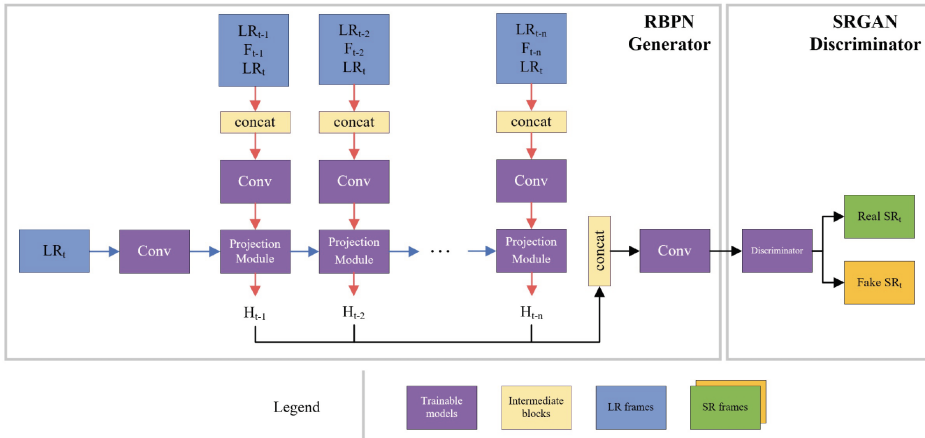 RBPN
Generator
SRGAN
Discriminator
LRₜ₋₁
Fₜ₋₁
LRₜ
LRₜ₋₂
Fₜ₋₂
LRₜ
LRₜ₋ₙ
Fₜ₋ₙ
LRₜ
concat
concat
concat
Conv
Conv
Conv
LRₜ
Conv
Projection
Module
Projection
Module
...
Projection
Module
concat
Conv
Discriminator
Real SRₜ
Fake SRₜ
Hₜ₋₁
Hₜ₋₂
Hₜ₋ₙ
Legend
Trainable
models
Intermediate
blocks
LR frames
SR frames